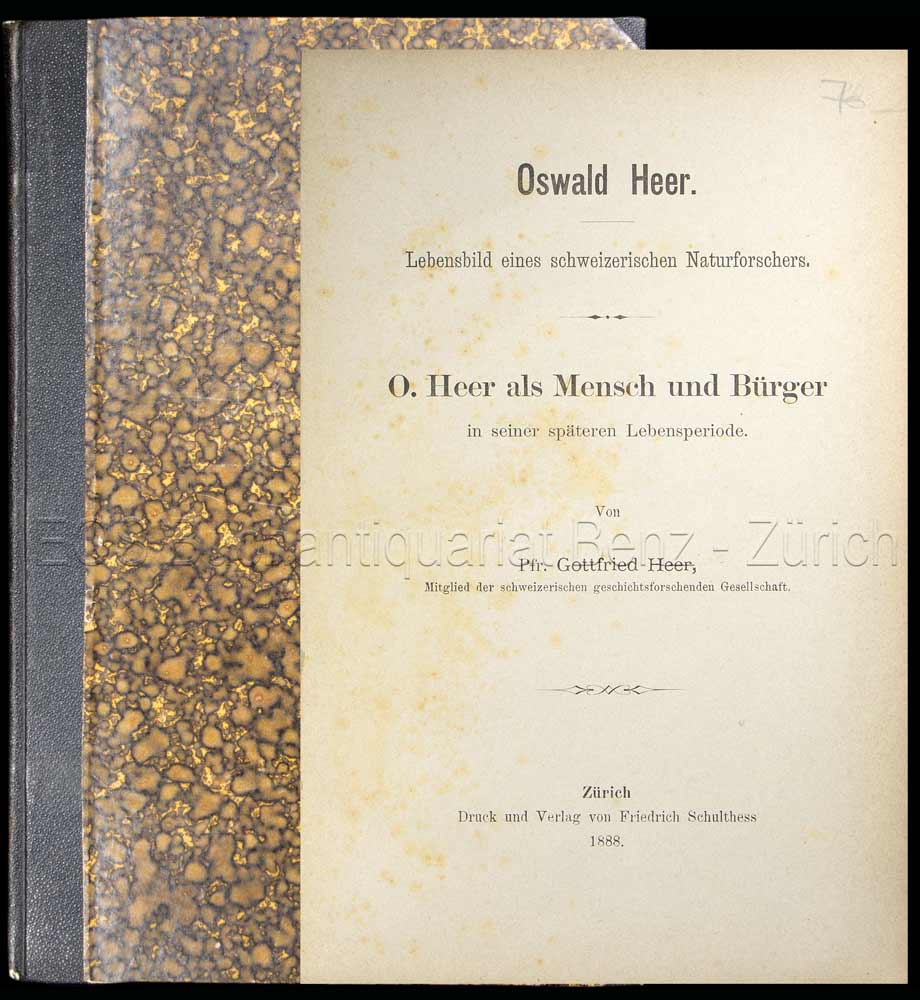 76
Oswald Heer.
Lebensbild eines schweizerischen Naturforschers.
O. Heer als Mensch und Bürger
in seiner späteren Lebensperiode.
Von
Pfr. Gottfried Heer,
Mitglied der schweizerischen geschichtsforschenden Gesellschaft.
Zürich
Druck und Verlag von Friedrich Schulthess
1888.
antiquariat Benz - Zürich